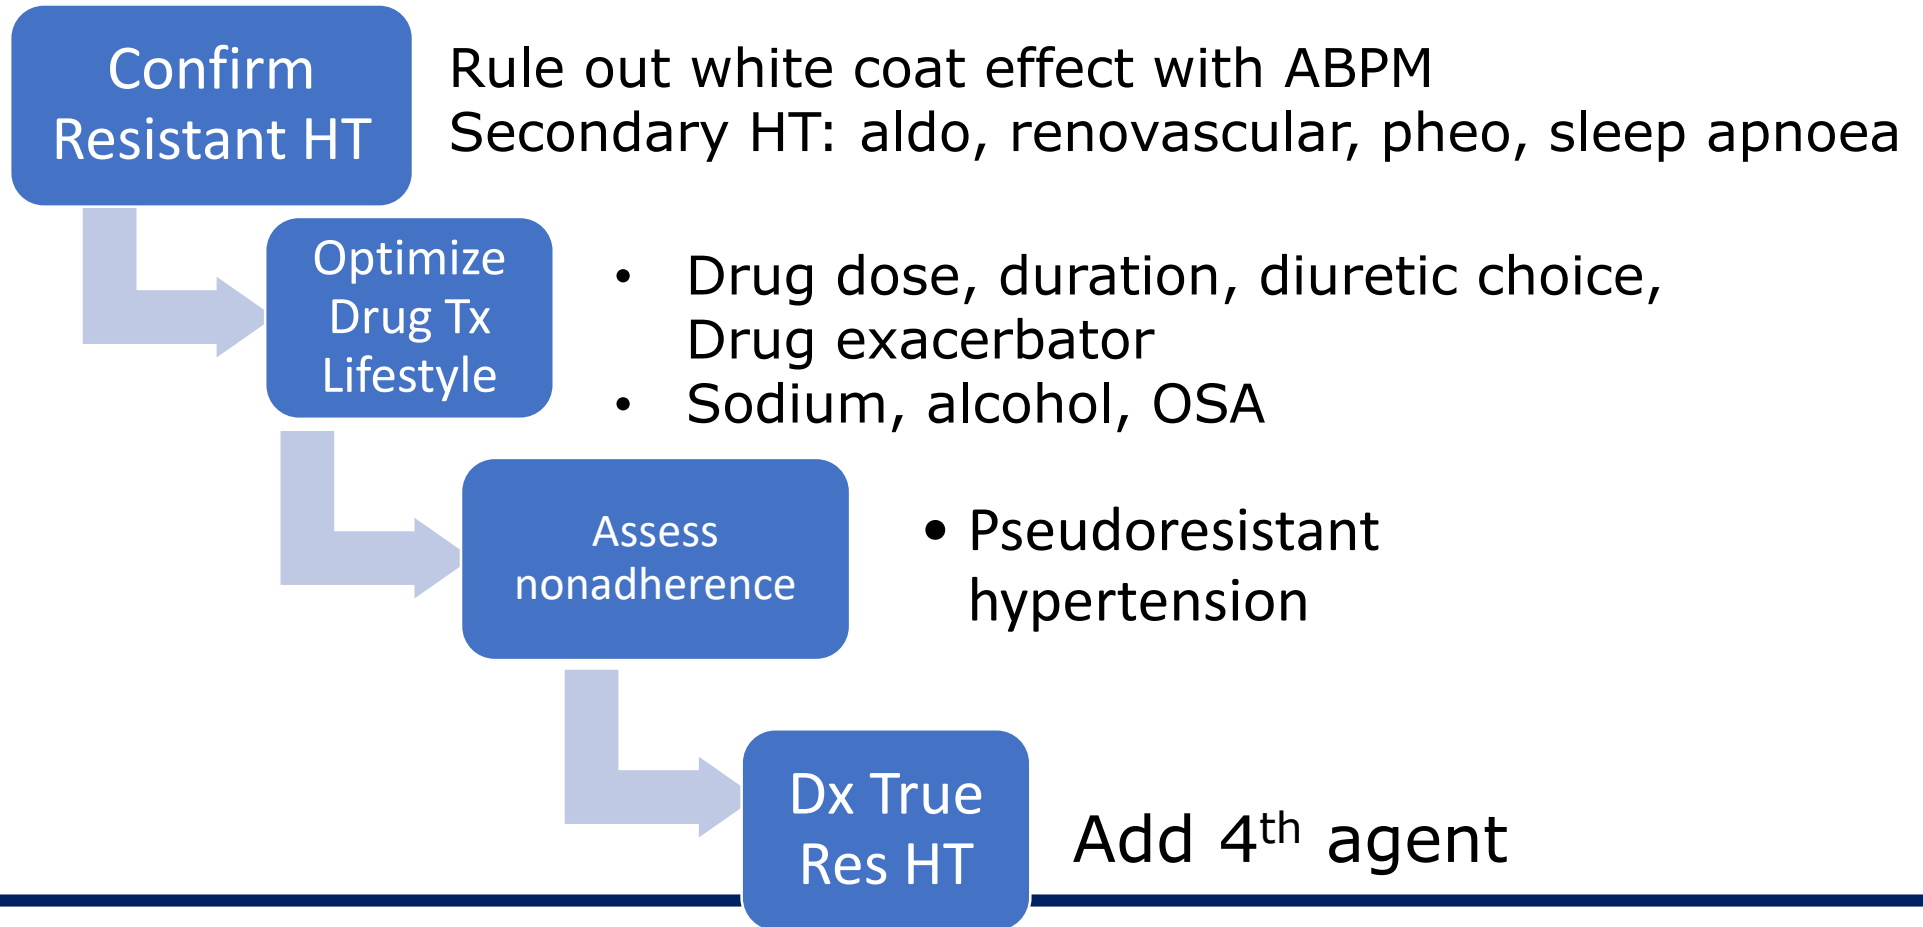 Confirm
Resistant HT
Rule out white coat effect with ABPM
Secondary HT: aldo, renovascular, pheo, sleep apnoea
Optimize
Drug Tx
Lifestyle
• Drug dose, duration, diuretic choice,
Drug exacerbator
• Sodium, alcohol, OSA
Assess
nonadherence
• Pseudoresistant
hypertension
Dx True
Res HT
Add 4th agent